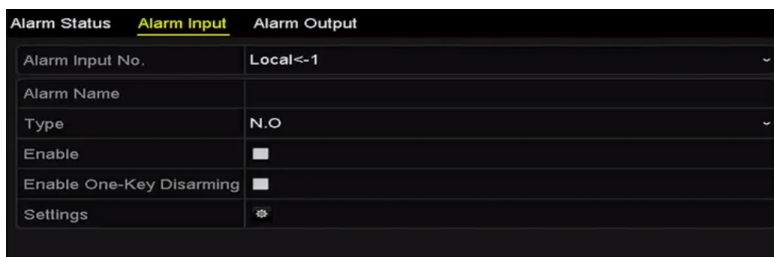 Alarm Status Alarm Input Alarm Output
Alarm Input No. Local<-1
Alarm Name
Type N.O
Enable
Enable One-Key Disarming
Settings